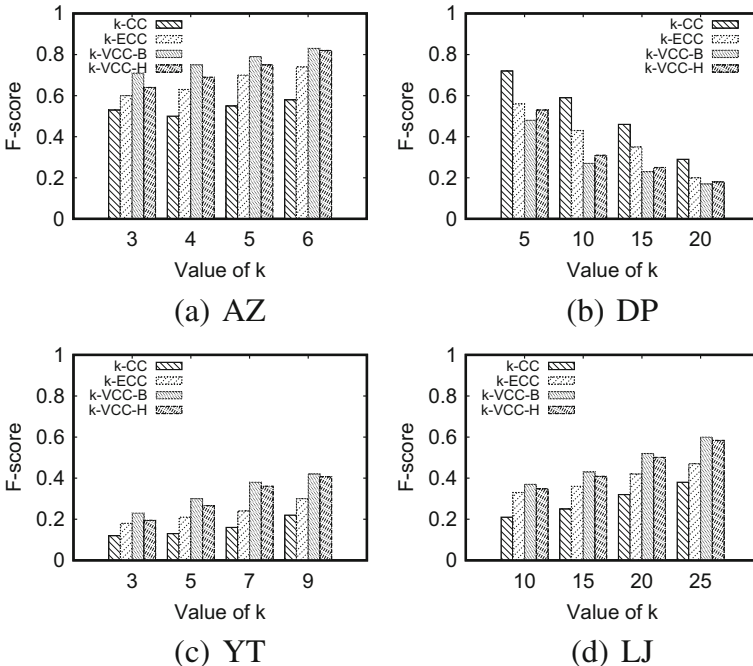 k-CC
k-ECC
k-VCC-B
k-VCC-H
F-score
1
0.8
0.6
0.4
0.2
0
3 4 5 6
Value of k
(a) AZ
k-CC
k-ECC
k-VCC-B
k-VCC-H
F-score
1
0.8
0.6
0.4
0.2
0
5 10 15 20
Value of k
(b) DP
k-CC
k-ECC
k-VCC-B
k-VCC-H
F-score
1
0.8
0.6
0.4
0.2
0
3 5 7 9
Value of k
(c) YT
k-CC
k-ECC
k-VCC-B
k-VCC-H
F-score
1
0.8
0.6
0.4
0.2
0
10 15 20 25
Value of k
(d) LJ